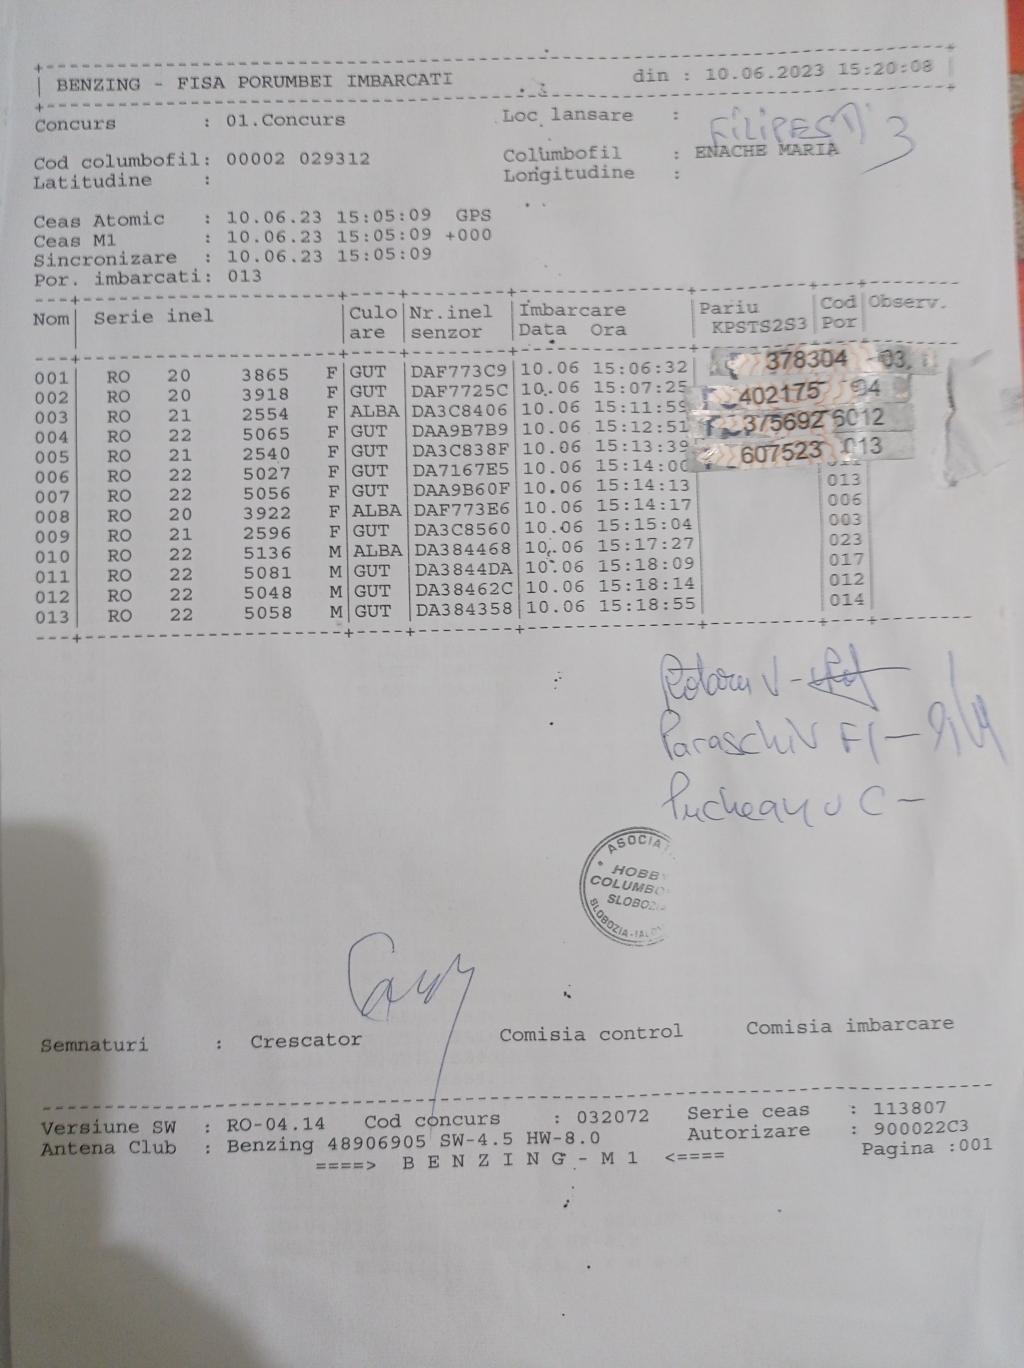 BENZING - FISA PORUMBEI IMBARCATI din : 10.06.2023 15:20:08
Concurs : 01.Concurs Loc lansare : FILIPESTI 3
Cod columbofil: 00002 029312 Columbofil : ENACHE MARIA
Latitudine : Longitudine :
Ceas Atomic : 10.06.23 15:05:09 GPS
Ceas M1 : 10.06.23 15:05:09 +000
Sincronizare : 10.06.23 15:05:09
Por. imbarcati: 013
Nom Serie inel Culo Nr.inel Imbarcare Pariu Cod Observ.
are senzor Data Ora KPSTS2S3 Por
001 RO 20 3865 F GUT DAF773C9 10.06 15:06:32 378304
002 RO 20 3918 F GUT DAF7725C 10.06 15:07:25 402175
003 RO 21 2554 F ALBA DA3C8406 10.06 15:11:59 375692
004 RO 22 5065 F GUT DAA9B7B9 10.06 15:12:51 607523
005 RO 21 2540 F GUT DA3C838F 10.06 15:13:39
006 RO 22 5027 F GUT DA7167E5 10.06 15:14:00
007 RO 22 5056 F GUT DAA9B60F 10.06 15:14:13 013
008 RO 20 3922 F ALBA DAF773E6 10.06 15:14:17 006
009 RO 21 2596 F GUT DA3C8560 10.06 15:15:04 003
010 RO 22 5136 M ALBA DA384468 10.06 15:17:27 023
011 RO 22 5081 M GUT DA3844DA 10.06 15:18:09 017
012 RO 22 5048 M GUT DA38462C 10.06 15:18:14 012
013 RO 22 5058 M GUT DA384358 10.06 15:18:55 014
Paraschiv Fl -
ASOCIAT
HOBBY
COLUMBO
SLOBOZIA
SLOBOZIA-IAL
Semnaturi : Crescator Comisia control Comisia imbarcare
Versiune SW : RO-04.14 Cod concurs : 032072 Serie ceas : 113807
Antena Club : Benzing 48906905 SW-4.5 HW-8.0 Autorizare : 900022C3
====> B E N Z I N G - M 1 <==== Pagina :001